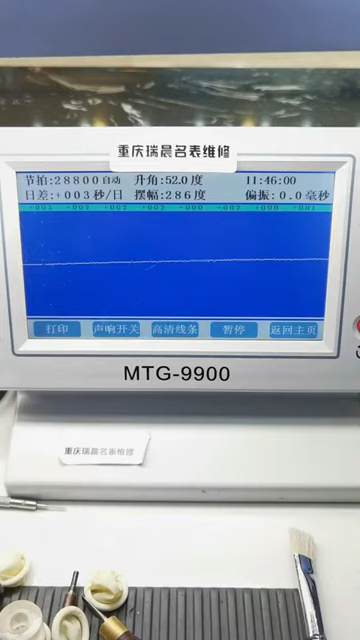 重庆瑞晨名表维修
节拍:28800自动 升角:52.0度 11:46:00
日差:+003秒/日 摆幅:286度 偏振:0.0毫秒
打印 声响开关 高清线条 暂停 返回主页
MTG-9900
重庆瑞晨名表维修